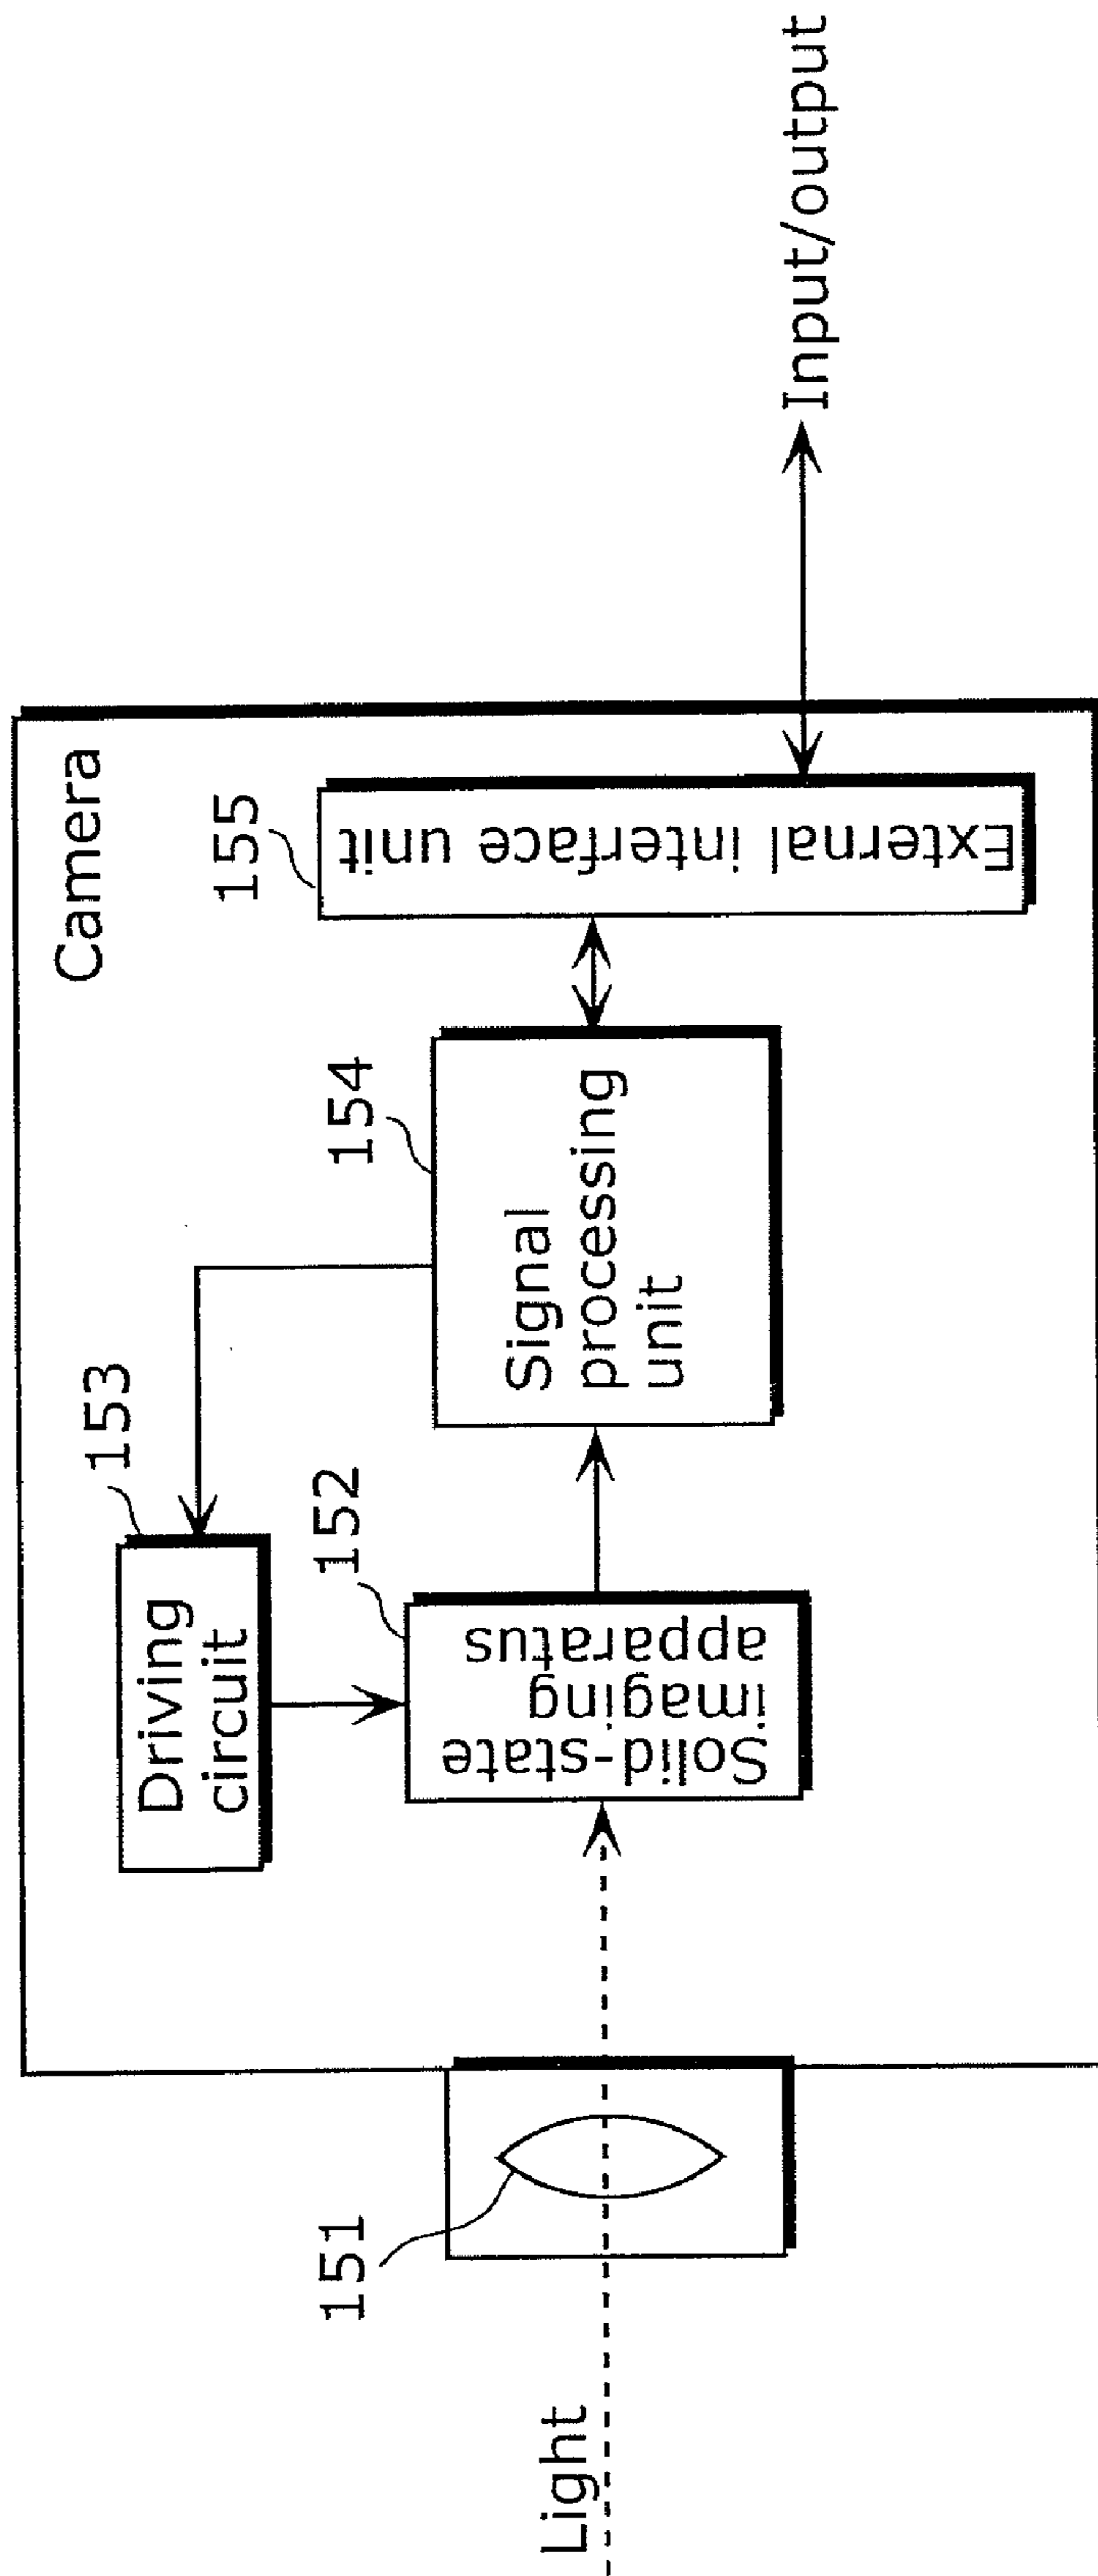 Camera
153
Driving
circuit
152
Solid-state
imaging
apparatus
154
Signal
processing
unit
155
External interface unit
151
Light
Input/output